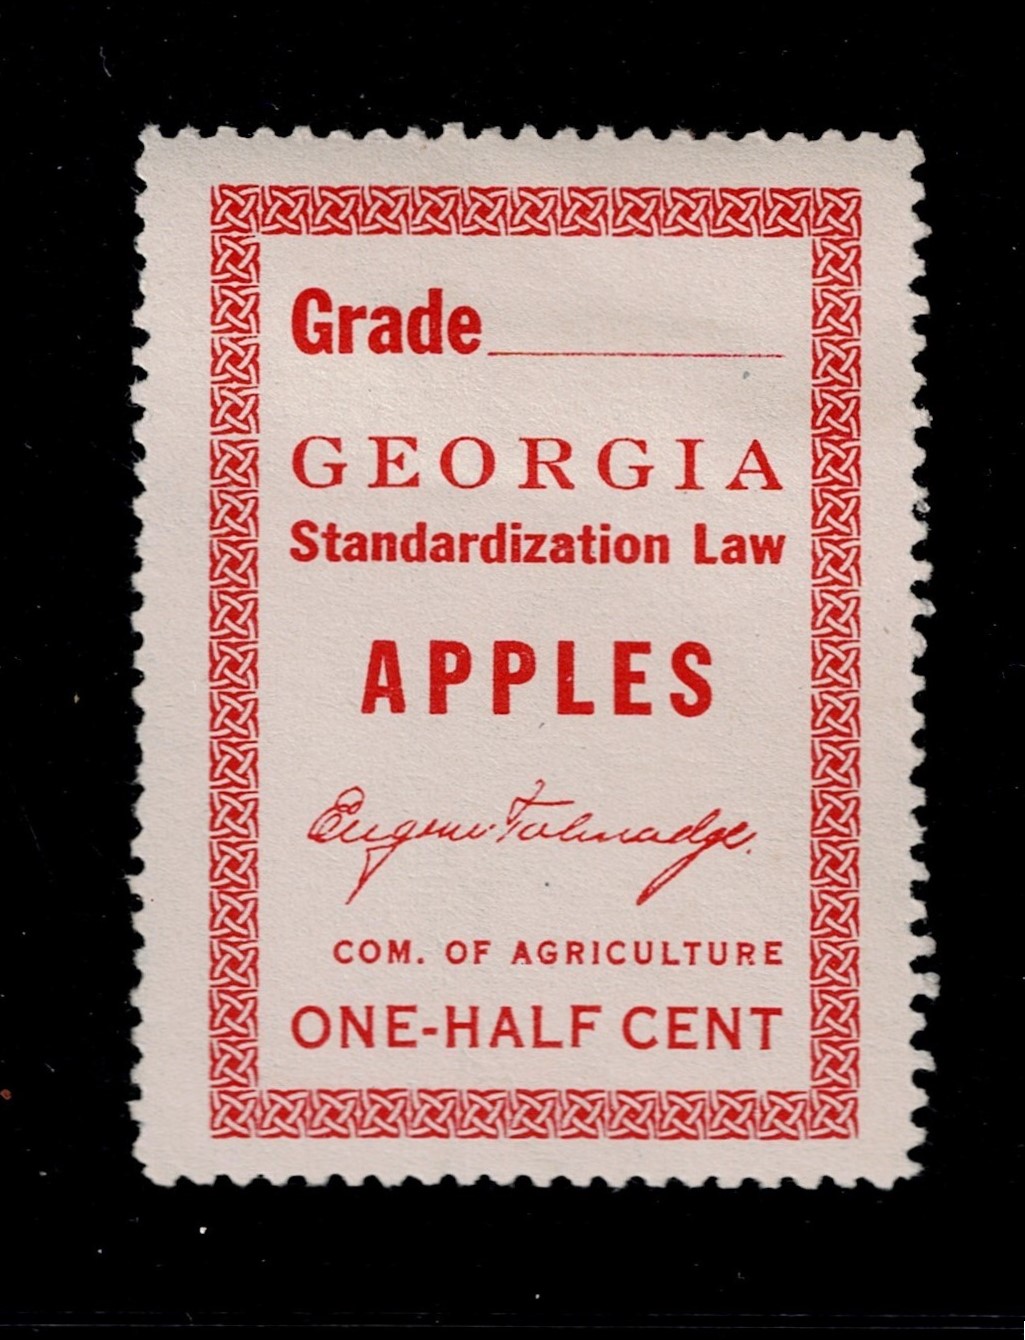 Grade
GEORGIA
Standardization Law
APPLES
Eugene Talmadge.
COM. OF AGRICULTURE
ONE-HALF CENT